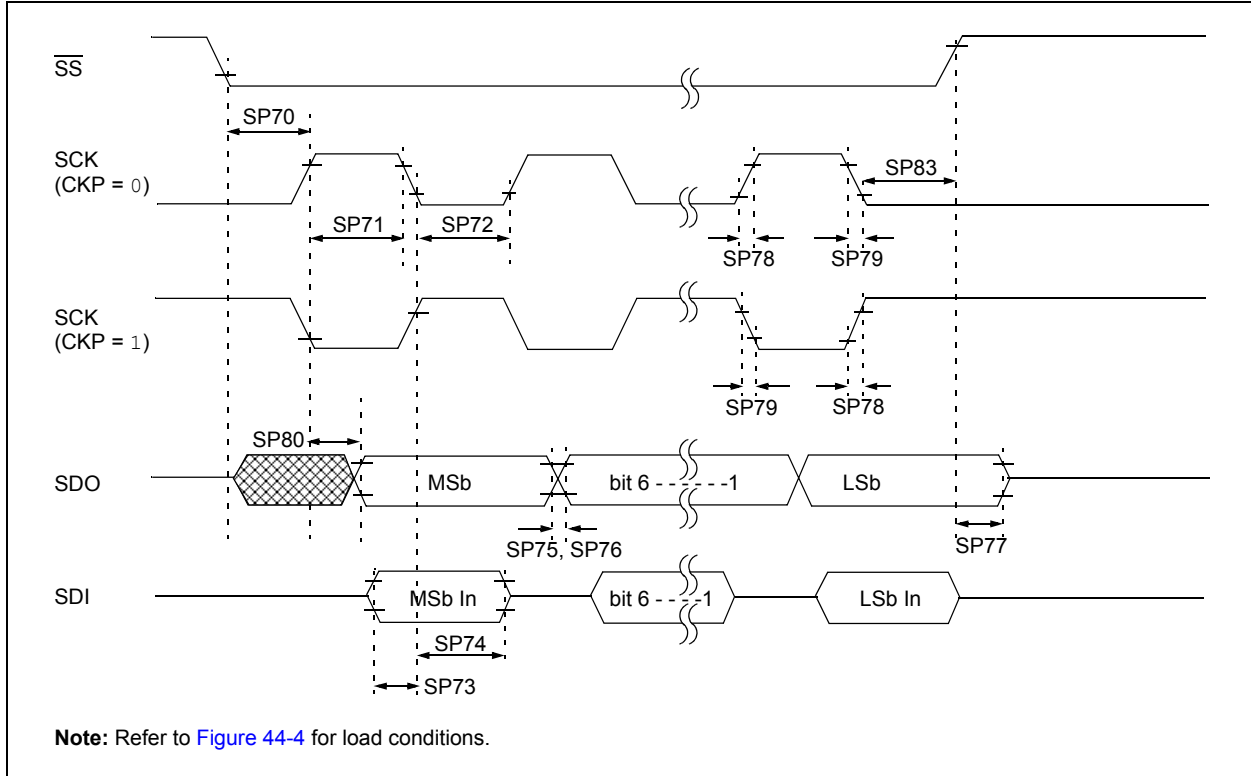 SS
SP70
SCK
(CKP = 0)
SP83
SP71
SP72
SP78
SP79
SCK
(CKP = 1)
SP79
SP78
SP80
SDO
MSb
bit 6 - - - - - -1
LSb
SP75, SP76
SP77
SDI
MSb In
bit 6 - - - -1
LSb In
SP74
SP73
Note: Refer to Figure 44-4 for load conditions.